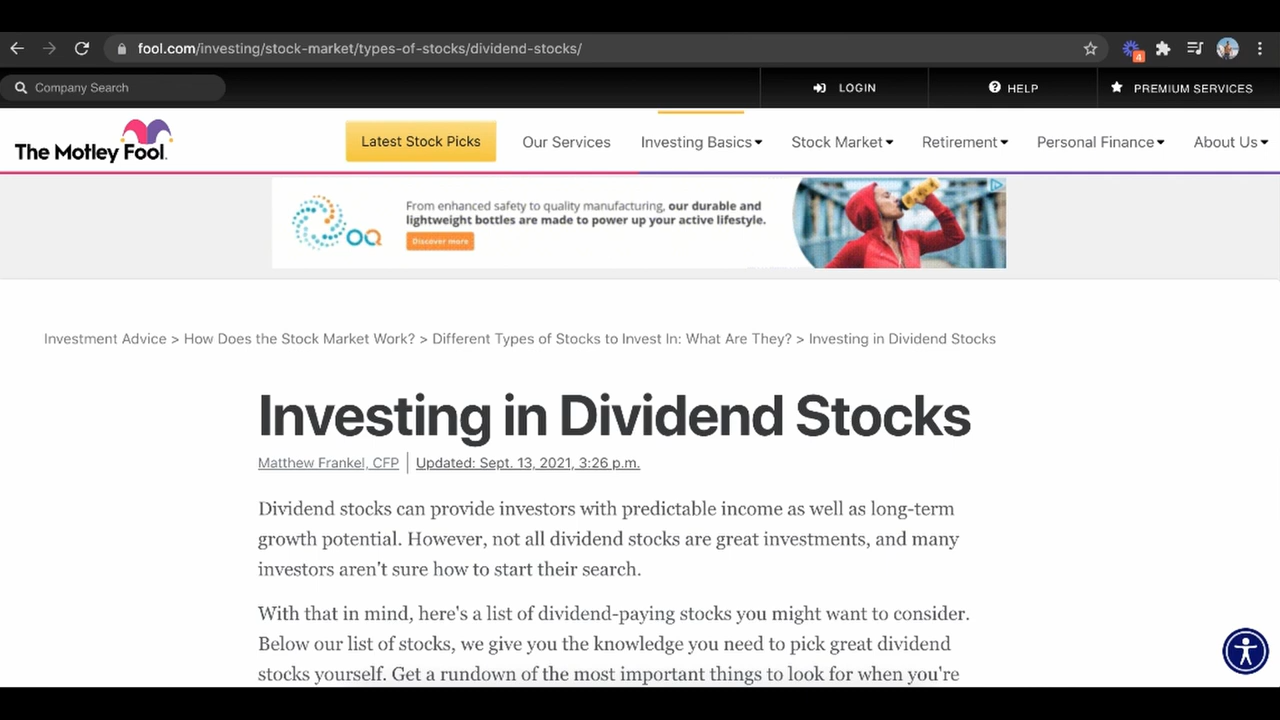 fool.com/investing/stock-market/types-of-stocks/dividend-stocks/
4
Company Search
LOGIN
HELP
PREMIUM SERVICES
The Motley Fool.
Latest Stock Picks
Our Services
Investing Basics
Stock Market
Retirement
Personal Finance
About Us
OQ
From enhanced safety to quality manufacturing, our durable and
lightweight bottles are made to power up your active lifestyle.
Discover more
Investment Advice > How Does the Stock Market Work? > Different Types of Stocks to Invest In: What Are They? > Investing in Dividend Stocks
Investing in Dividend Stocks
Matthew Frankel, CFP | Updated: Sept. 13, 2021, 3:26 p.m.
Dividend stocks can provide investors with predictable income as well as long-term
growth potential. However, not all dividend stocks are great investments, and many
investors aren't sure how to start their search.
With that in mind, here's a list of dividend-paying stocks you might want to consider.
Below our list of stocks, we give you the knowledge you need to pick great dividend
stocks yourself. Get a rundown of the most important things to look for when you're